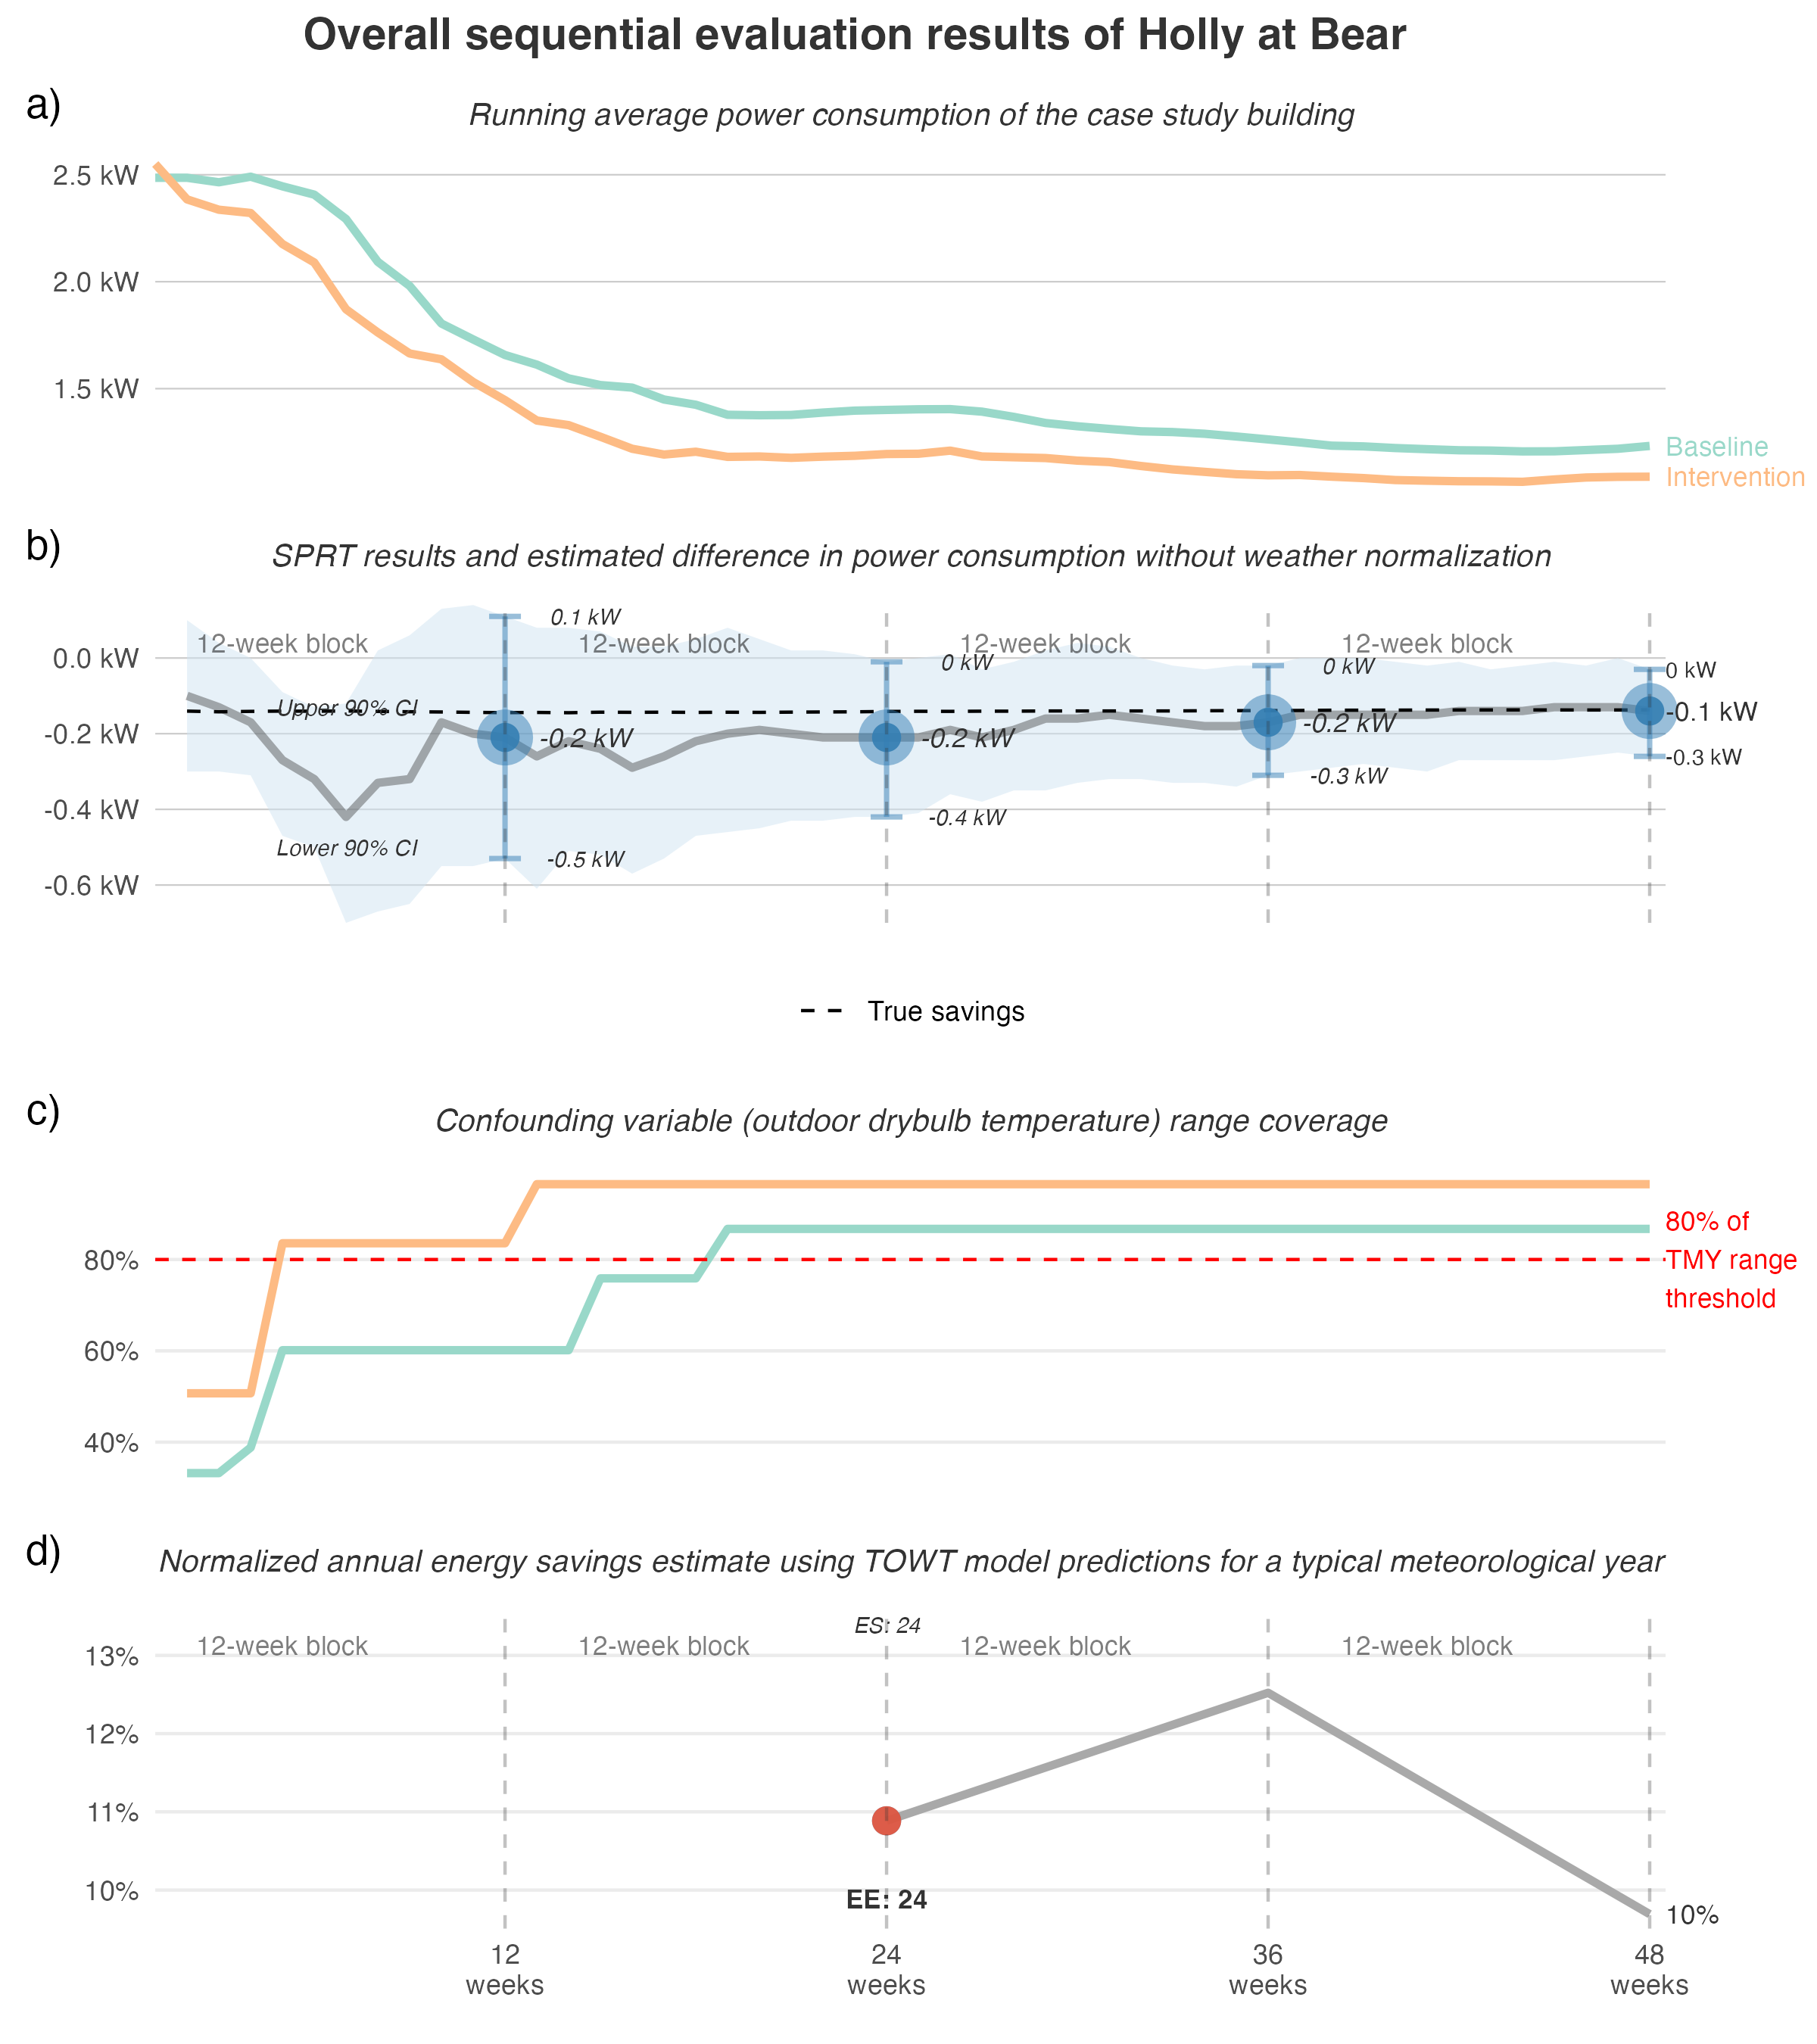 Overall sequential evaluation results of Holly at Bear
a)
Running average power consumption of the case study building
2.5 kW
2.0 kW
1.5 kW
Baseline
Intervention
b)
SPRT results and estimated difference in power consumption without weather normalization
0.1 kW
12-week block
12-week block
12-week block
12-week block
0.0 kW
0 kW
0 kW
0 kW
Upper 90% CI
-0.2 kW
-0.2 kW
-0.2 kW
-0.2 kW
-0.1 kW
-0.3 kW
-0.3 kW
-0.4 kW
-0.4 kW
Lower 90% CI
-0.5 kW
-0.6 kW
True savings
c)
Confounding variable (outdoor drybulb temperature) range coverage
80%
60%
40%
80% of
TMY range
threshold
d)
Normalized annual energy savings estimate using TOWT model predictions for a typical meteorological year
ES: 24
12-week block
12-week block
12-week block
12-week block
13%
12%
11%
10%
EE: 24
10%
12
weeks
24
weeks
36
weeks
48
weeks